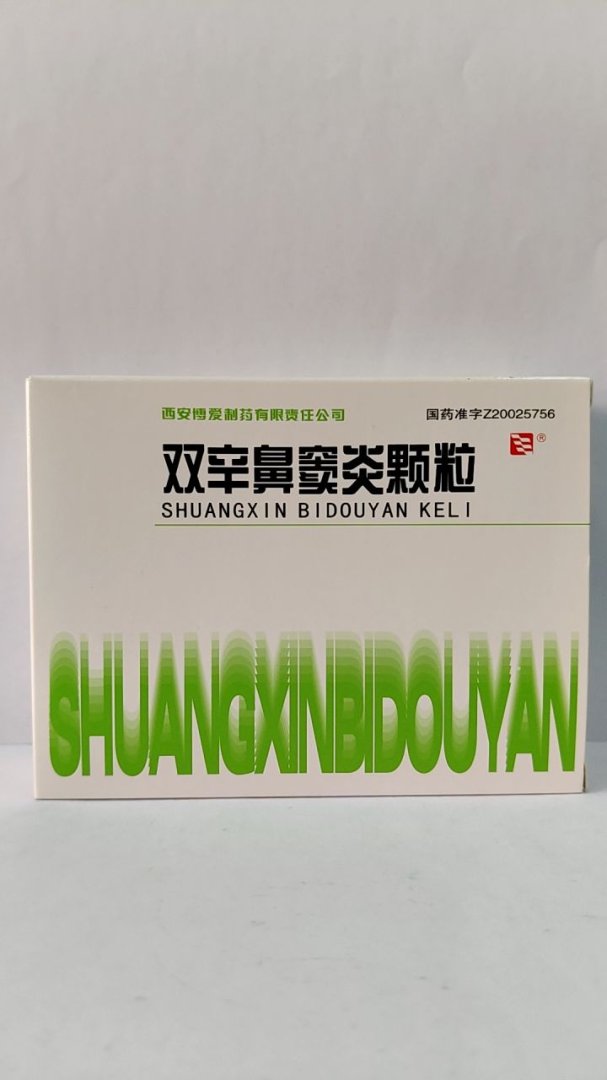 西安博爱制药有限责任公司 国药准字Z20025756
双辛鼻窦炎颗粒 ®
SHUANGXIN BIDOUYAN KELI
SHUANGXINBIDOUYAN